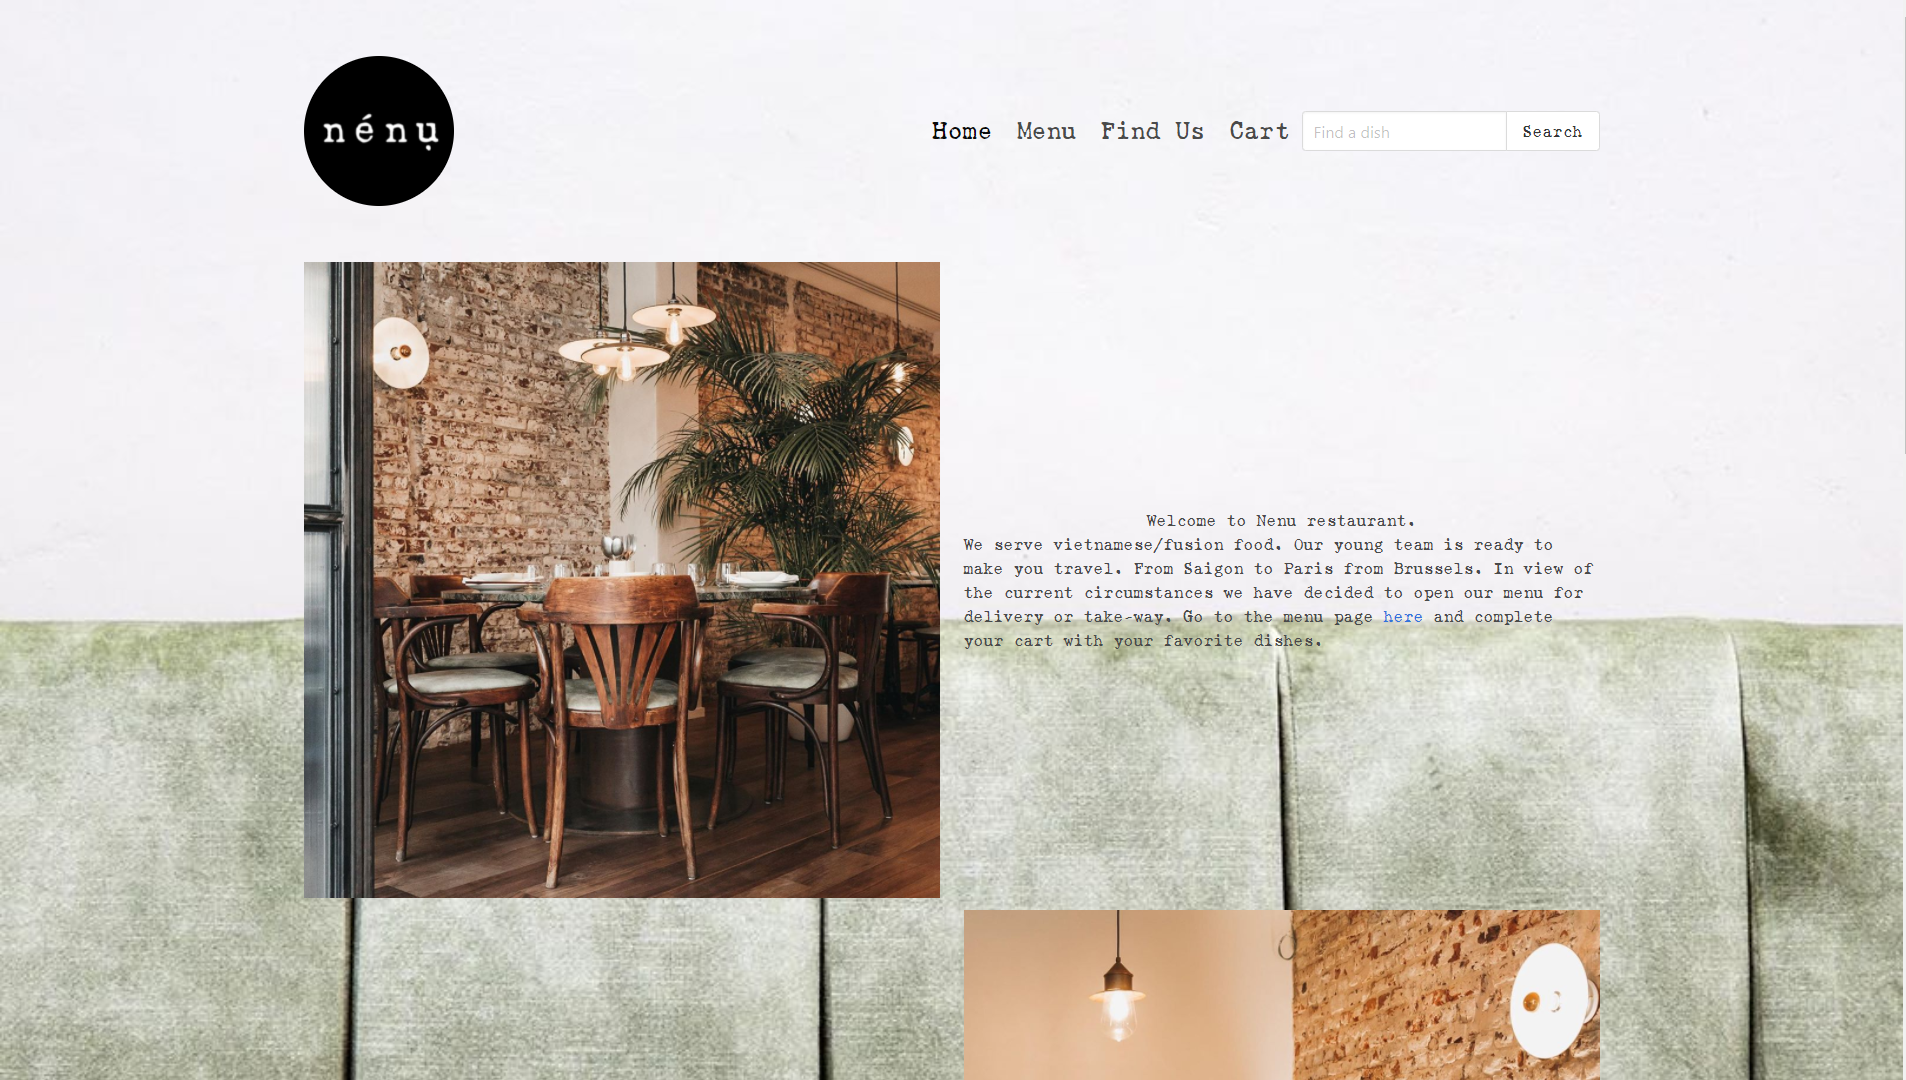 nénụ
Home Menu Find Us Cart Find a dish Search
Welcome to Nenu restaurant.
We serve vietnamese/fusion food. Our young team is ready to
make you travel. From Saigon to Paris from Brussels. In view of
the current circumstances we have decided to open our menu for
delivery or take-way. Go to the menu page here and complete
your cart with your favorite dishes.